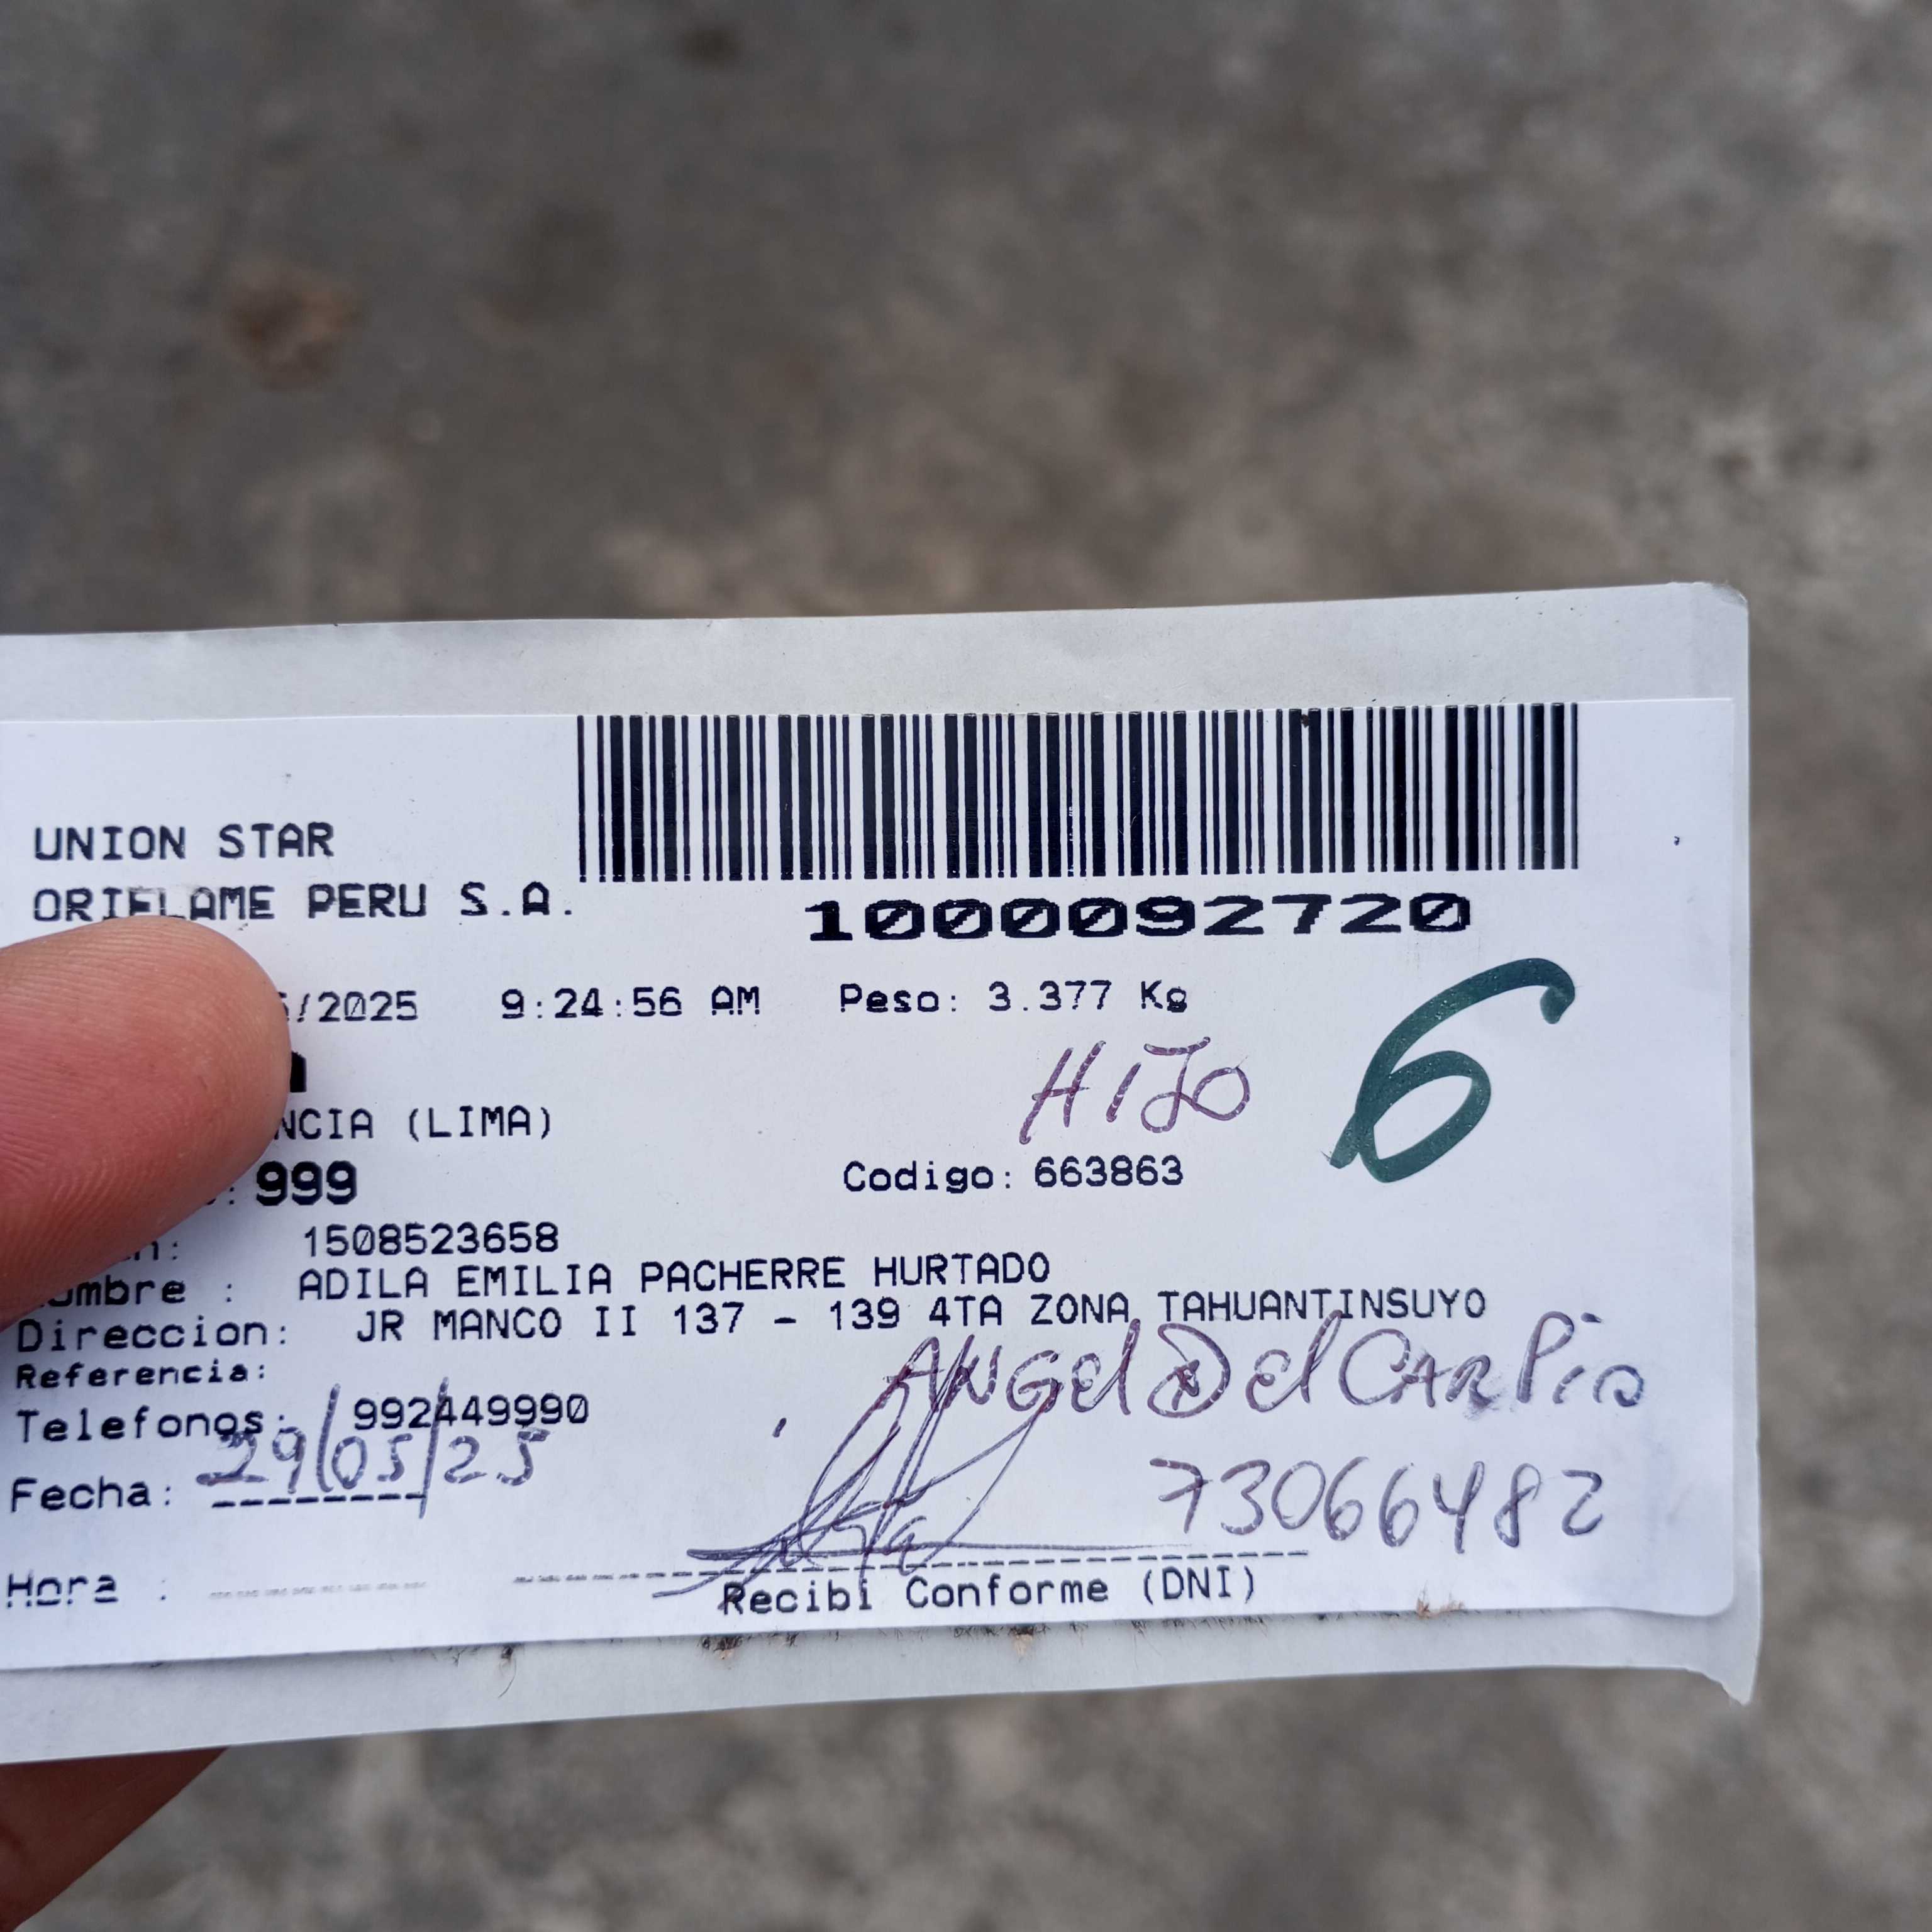 UNION STAR
ORIFLAME PERU S.A.
1000092720
/2025 9:24:56 AM Peso: 3.377 Kg
HIJO 6
NCIA (LIMA)
: 999 Codigo: 663863
1508523658
ombre : ADILA EMILIA PACHERRE HURTADO
Direccion: JR MANCO II 137 - 139 4TA ZONA TAHUANTINSUYO
Referencia:
ANGel Del CARPio
Telefonos: 992449990
Fecha: 29/05/25
73066482
Hora :
Recibi Conforme (DNI)